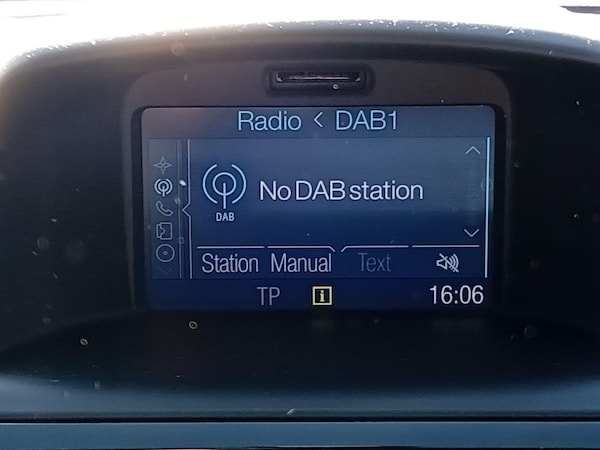 Radio < DAB1
No DAB station
DAB
Station Manual Text
TP i 16:06